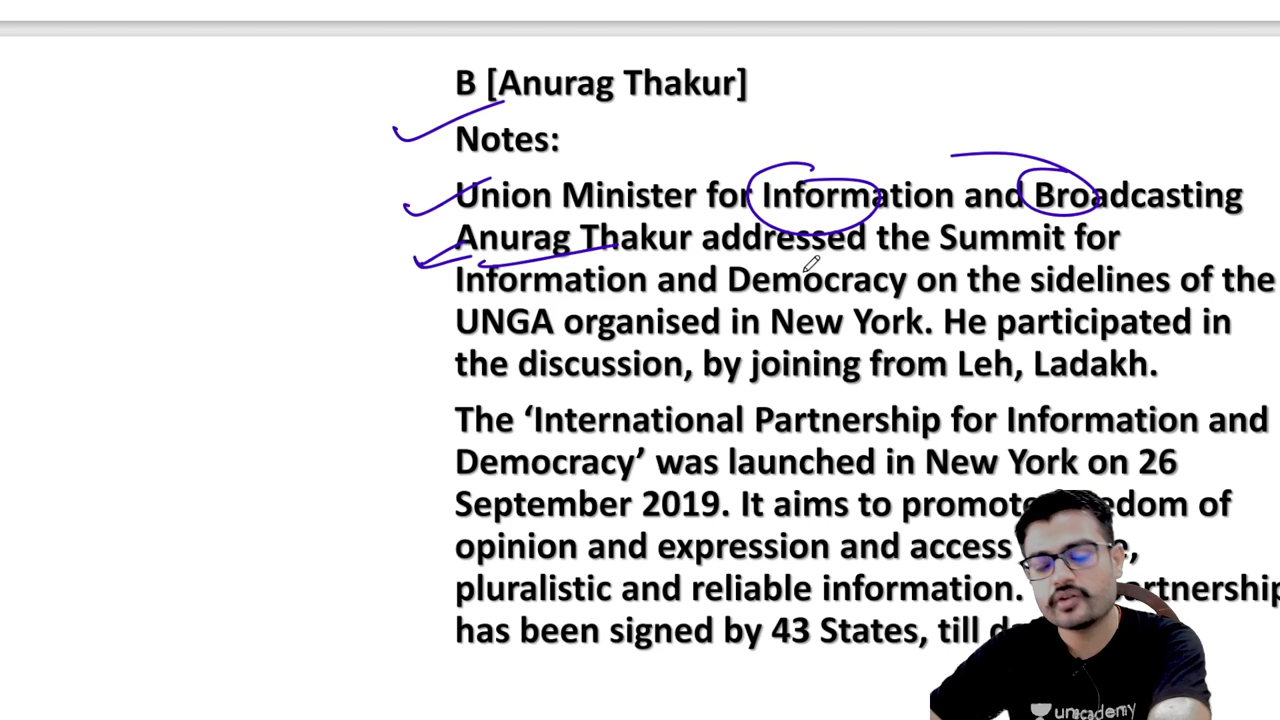 B [Anurag Thakur]
Notes:
Union Minister for Information and Broadcasting
Anurag Thakur addressed the Summit for
Information and Democracy on the sidelines of the
UNGA organised in New York. He participated in
the discussion, by joining from Leh, Ladakh.
The ‘International Partnership for Information and
Democracy’ was launched in New York on 26
September 2019. It aims to promote freedom of
opinion and expression and access
pluralistic and reliable information.
has been signed by 43 States, till
unacademy